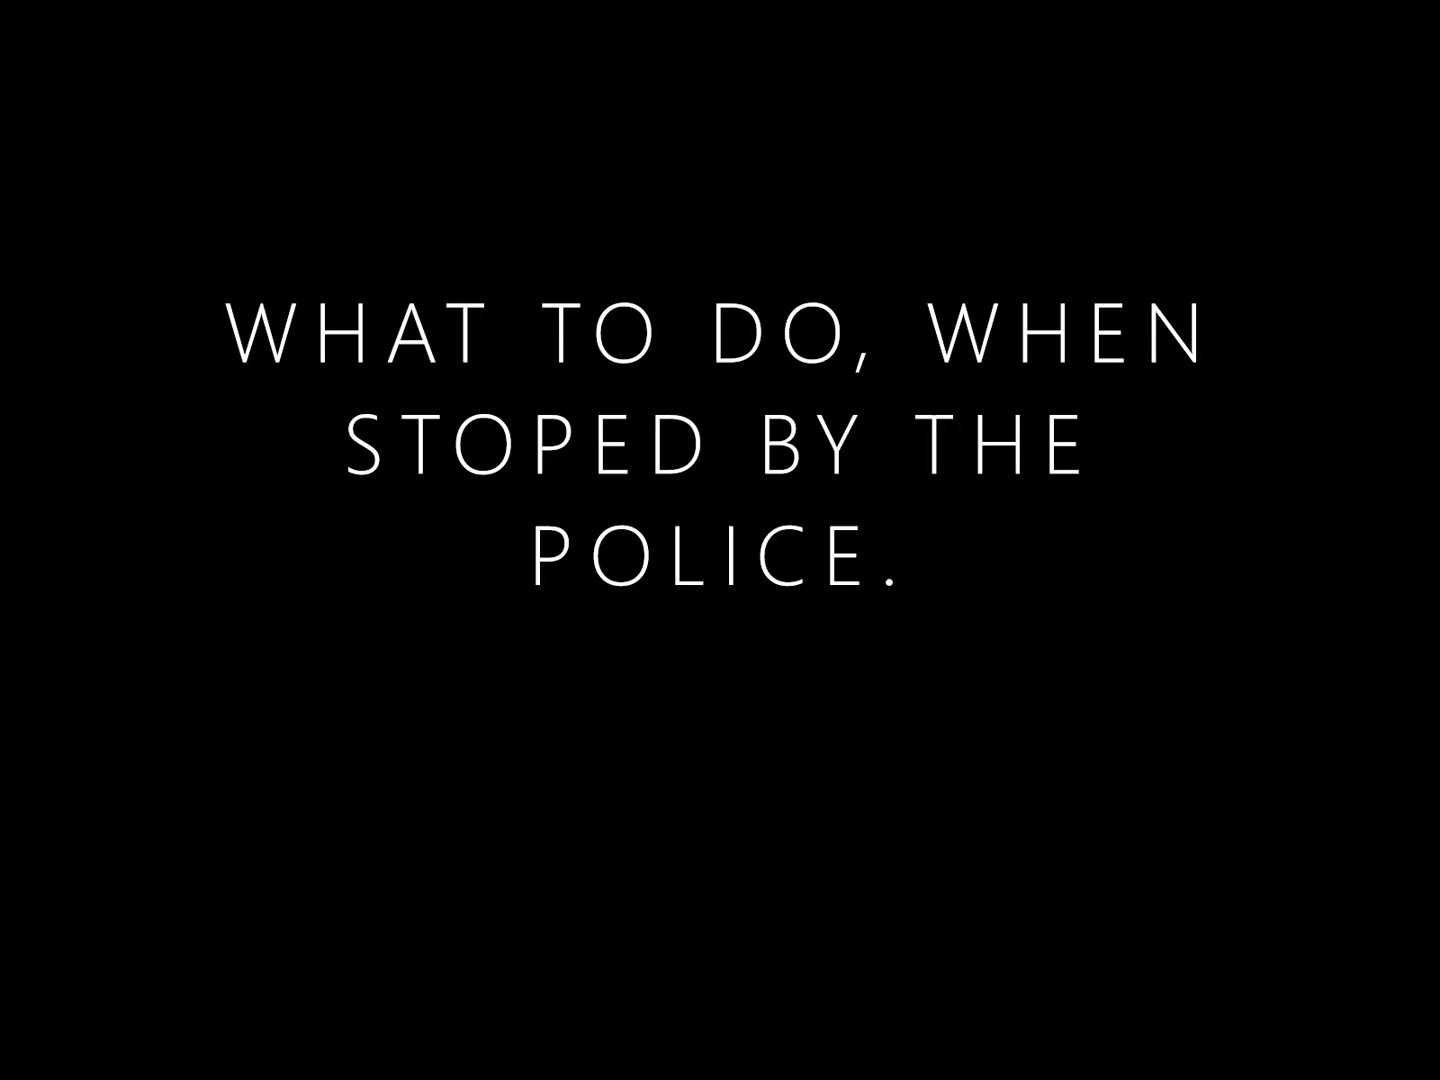 WHAT TO DO, WHEN
STOPED BY THE
POLICE.